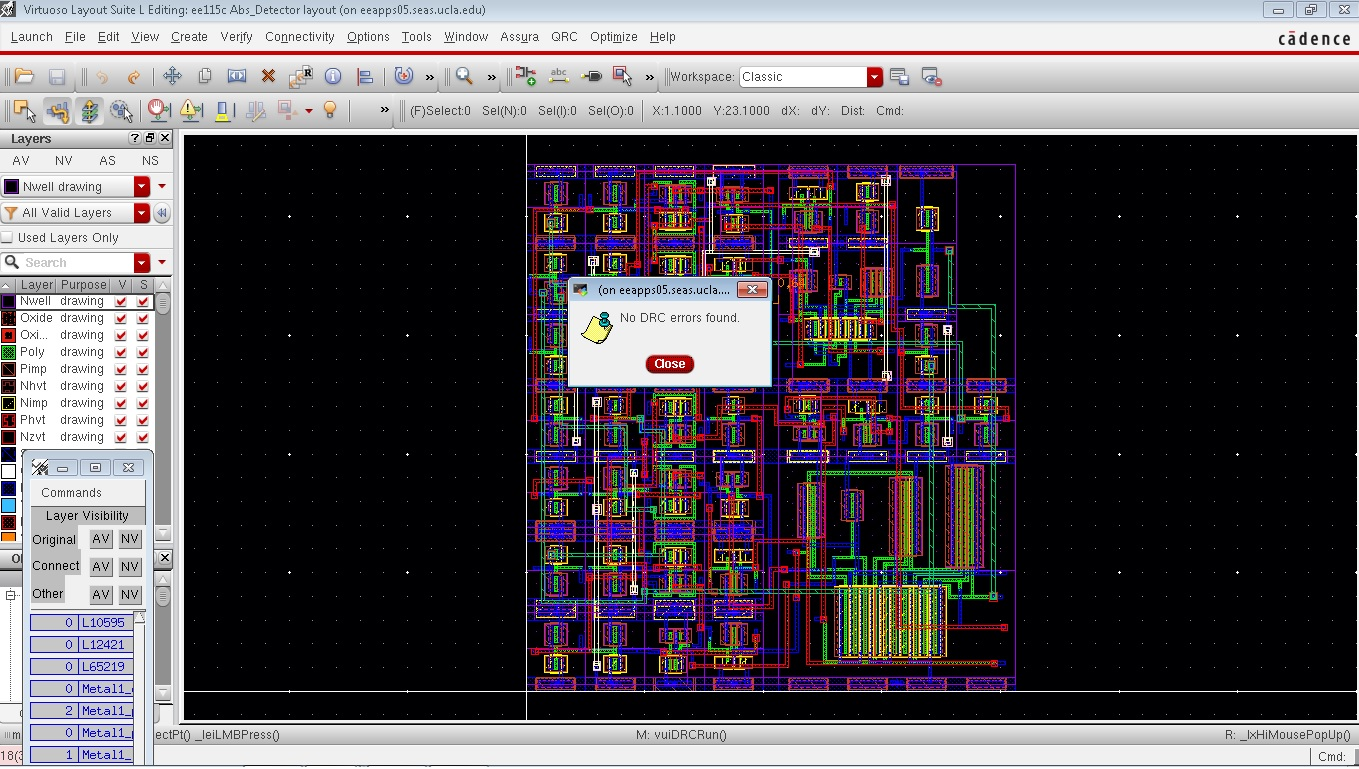 Virtuoso Layout Suite L Editing: ee115c Abs_Detector layout (on eeapps05.seas.ucla.edu)
Launch File Edit View Create Verify Connectivity Options Tools Window Assura QRC Optimize Help
cādence
R abc Workspace: Classic
(F)Select:0 Sel(N):0 Sel(I):0 Sel(O):0 X:1.1000 Y:23.1000 dX: dY: Dist: Cmd:
Layers
AV NV AS NS
Nwell drawing
All Valid Layers
Used Layers Only
Search
Layer Purpose V S
Nwell drawing
Oxide drawing
Oxi... drawing
Poly drawing
Pimp drawing
Nhvt drawing
Nimp drawing
Phvt drawing
Nzvt drawing
(on eeapps05.seas.ucla....
No DRC errors found.
Close
Commands
Layer Visibility
Original AV NV
Connect AV NV
Other AV NV
0 L10595
0 L12421
0 L65219
0 Metal1_
2 Metal1_
0 Metal1_
1 Metal1_
ectPt() _leiLMBPress() M: vuiDRCRun() R: _lxHiMousePopUp()
Cmd: